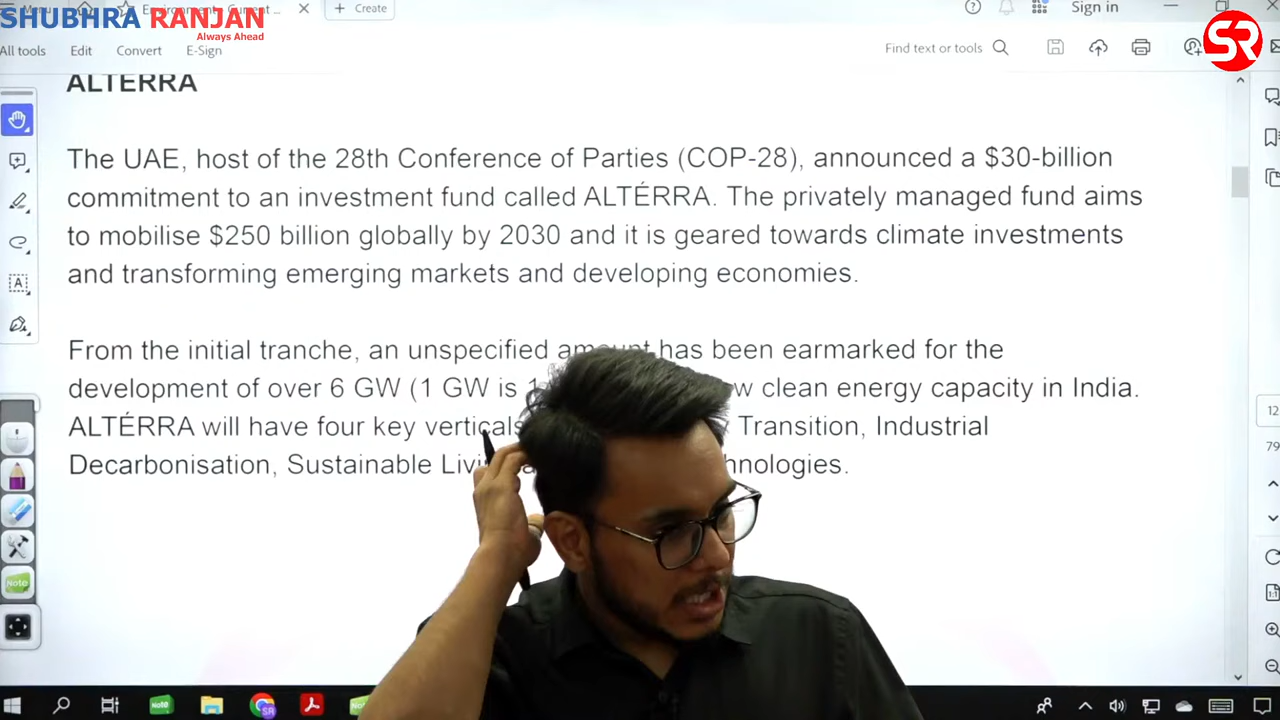 SHUBHRA RANJAN
Always Ahead
SR
Create
Sign in
All tools
Edit
Convert
E-Sign
Find text or tools
ALTÉRRA
The UAE, host of the 28th Conference of Parties (COP-28), announced a $30-billion
commitment to an investment fund called ALTÉRRA. The privately managed fund aims
to mobilise $250 billion globally by 2030 and it is geared towards climate investments
and transforming emerging markets and developing economies.
From the initial tranche, an unspecified amount has been earmarked for the
development of over 6 GW (1 GW is clean energy capacity in India.
ALTÉRRA will have four key verticals Transition, Industrial
Decarbonisation, Sustainable
12
79
Note
SR